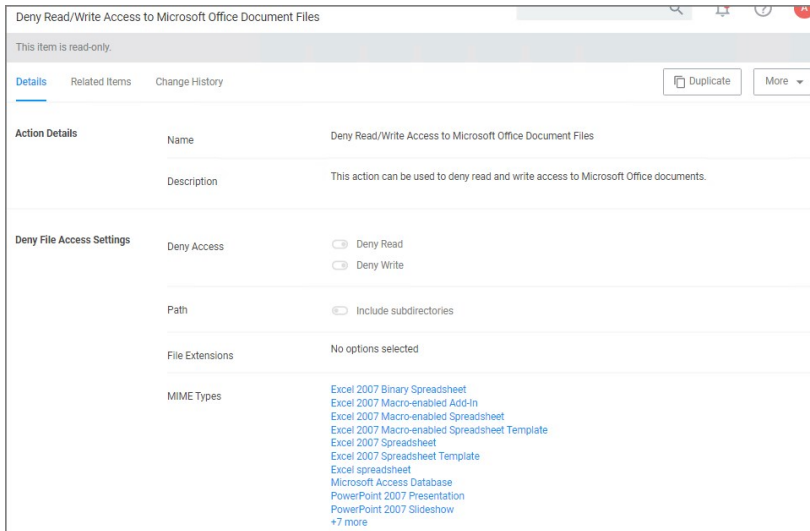 Deny Read/Write Access to Microsoft Office Document Files
A
This item is read-only.
Details Related Items Change History Duplicate More
Action Details
Name Deny Read/Write Access to Microsoft Office Document Files
Description This action can be used to deny read and write access to Microsoft Office documents.
Deny File Access Settings
Deny Access Deny Read
Deny Write
Path Include subdirectories
File Extensions No options selected
MIME Types Excel 2007 Binary Spreadsheet
Excel 2007 Macro-enabled Add-In
Excel 2007 Macro-enabled Spreadsheet
Excel 2007 Macro-enabled Spreadsheet Template
Excel 2007 Spreadsheet
Excel 2007 Spreadsheet Template
Excel spreadsheet
Microsoft Access Database
PowerPoint 2007 Presentation
PowerPoint 2007 Slideshow
+7 more